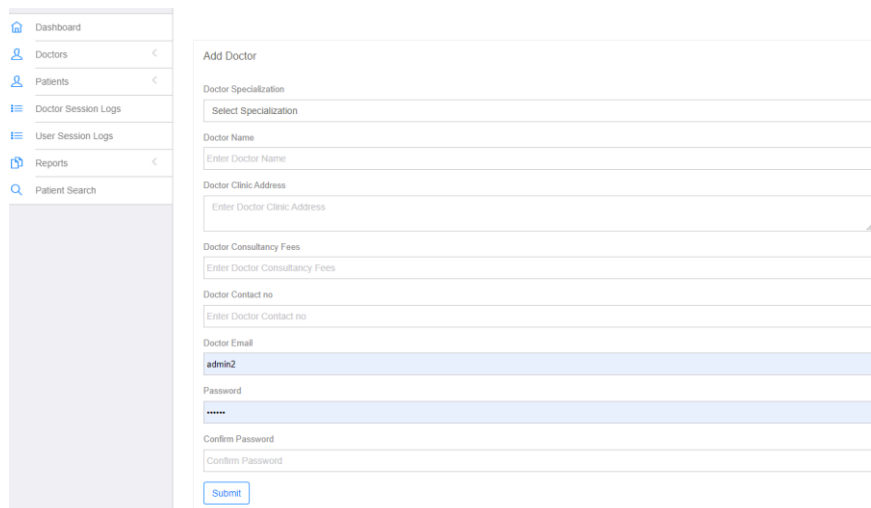 Dashboard
Doctors
Patients
Doctor Session Logs
User Session Logs
Reports
Patient Search
Add Doctor
Doctor Specialization
Select Specialization
Doctor Name
Enter Doctor Name
Doctor Clinic Address
Enter Doctor Clinic Address
Doctor Consultancy Fees
Enter Doctor Consultancy Fees
Doctor Contact no
Enter Doctor Contact no
Doctor Email
admin2
Password
••••••
Confirm Password
Confirm Password
Submit